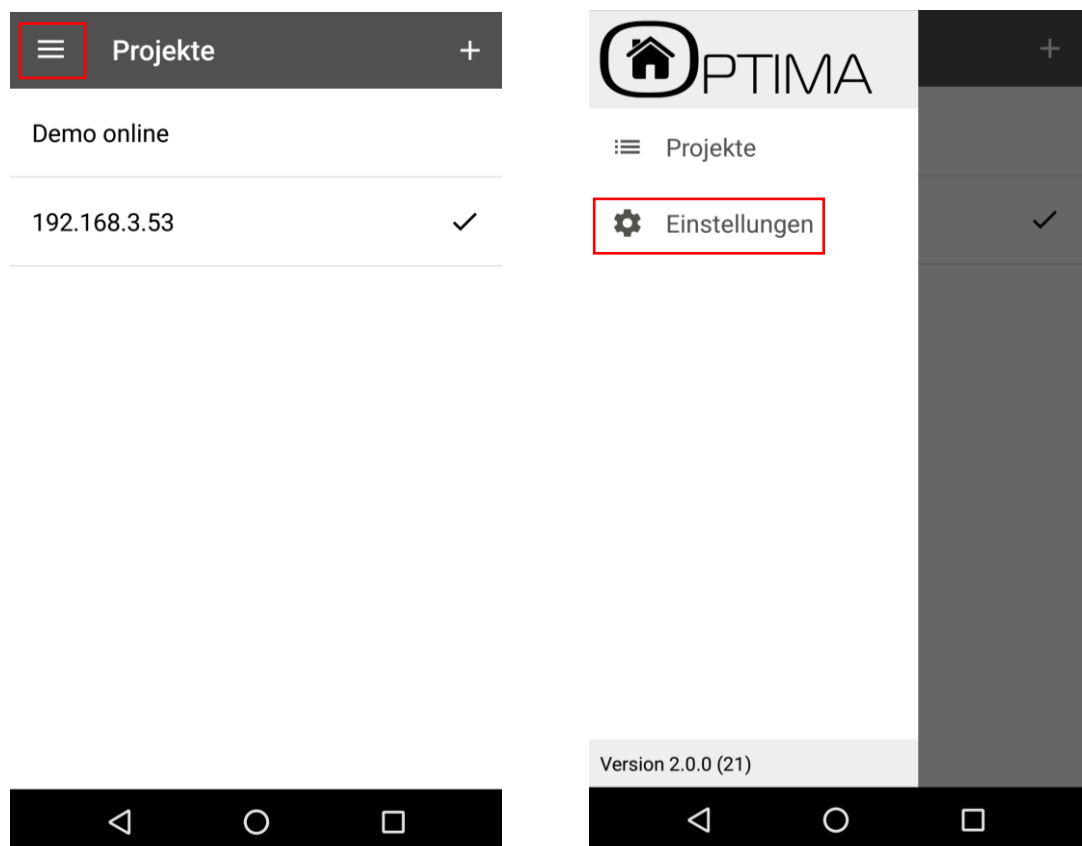 Projekte
Demo online
192.168.3.53
OPTIMA
Projekte
Einstellungen
Version 2.0.0 (21)